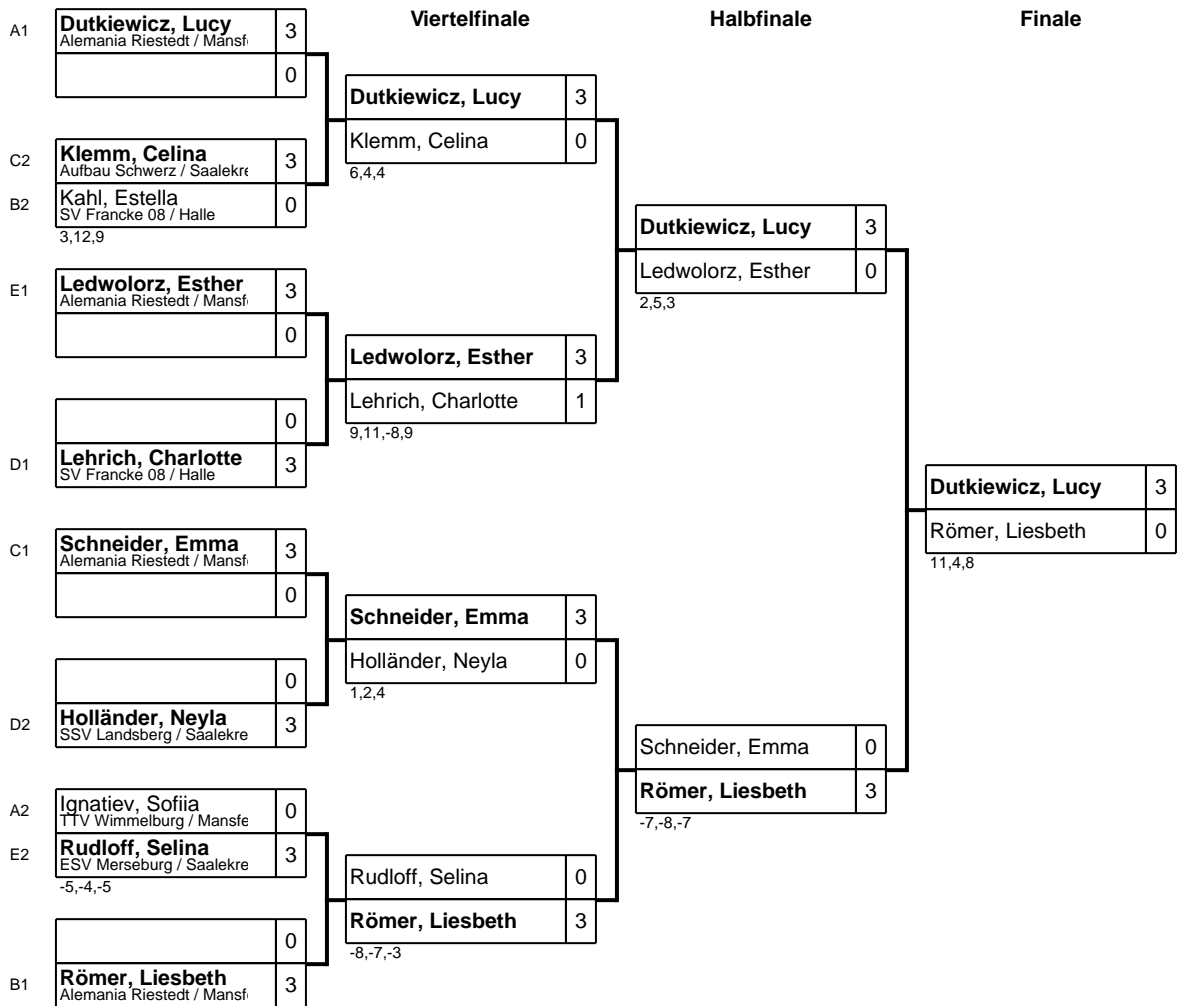 Viertelfinale
Halbfinale
Finale
A1
Dutkiewicz, Lucy
Alemania Riestedt / Mansf
3
0
C2
Klemm, Celina
Aufbau Schwerz / Saalekre
3
B2
Kahl, Estella
SV Francke 08 / Halle
0
3,12,9
E1
Ledwolorz, Esther
Alemania Riestedt / Mansf
3
0
0
D1
Lehrich, Charlotte
SV Francke 08 / Halle
3
C1
Schneider, Emma
Alemania Riestedt / Mansf
3
0
0
D2
Holländer, Neyla
SSV Landsberg / Saalekre
3
A2
Ignatiev, Sofiia
TTV Wimmelburg / Mansfe
0
E2
Rudloff, Selina
ESV Merseburg / Saalekre
3
-5,-4,-5
0
B1
Römer, Liesbeth
Alemania Riestedt / Mansf
3
Dutkiewicz, Lucy 3
Klemm, Celina 0
6,4,4
Ledwolorz, Esther 3
Lehrich, Charlotte 1
9,11,-8,9
Schneider, Emma 3
Holländer, Neyla 0
1,2,4
Rudloff, Selina 0
Römer, Liesbeth 3
-8,-7,-3
Dutkiewicz, Lucy 3
Ledwolorz, Esther 0
2,5,3
Schneider, Emma 0
Römer, Liesbeth 3
-7,-8,-7
Dutkiewicz, Lucy 3
Römer, Liesbeth 0
11,4,8